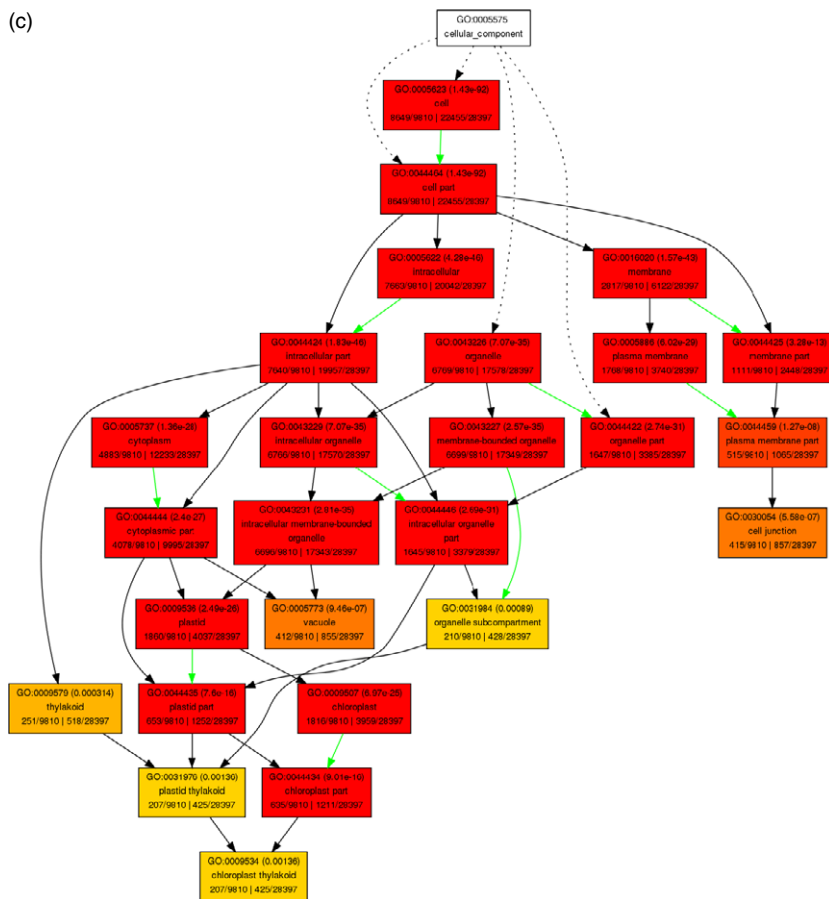 (c)
GO:0005575
cellular_component
GO:0005623 (1.43e-92)
cell
8649/9810 | 22455/28397
GO:0044464 (1.43e-92)
cell part
8649/9810 | 22455/28397
GO:0005622 (4.28e-46)
intracellular
7663/9810 | 20042/28397
GO:0016020 (1.57e-43)
membrane
2817/9810 | 6122/28397
GO:0044424 (1.83e-46)
intracellular part
7640/9810 | 19957/28397
GO:0043226 (7.07e-35)
organelle
6769/9810 | 17578/28397
GO:0005886 (6.02e-29)
plasma membrane
1768/9810 | 3740/28397
GO:0044425 (3.28e-13)
membrane part
1111/9810 | 2448/28397
GO:0005737 (1.36e-28)
cytoplasm
4883/9810 | 12233/28397
GO:0043229 (7.07e-35)
intracellular organelle
6766/9810 | 17570/28397
GO:0043227 (2.57e-35)
membrane-bounded organelle
6699/9810 | 17349/28397
GO:0044422 (2.74e-31)
organelle part
1647/9810 | 3385/28397
GO:0044459 (1.27e-08)
plasma membrane part
515/9810 | 1065/28397
GO:0044444 (2.4e-27)
cytoplasmic part
4078/9810 | 9995/28397
GO:0043231 (2.81e-35)
intracellular membrane-bounded
organelle
6696/9810 | 17343/28397
GO:0044446 (2.69e-31)
intracellular organelle
part
1645/9810 | 3379/28397
GO:0030054 (5.58e-07)
cell junction
415/9810 | 857/28397
GO:0009536 (2.49e-26)
plastid
1860/9810 | 4037/28397
GO:0005773 (9.46e-07)
vacuole
412/9810 | 855/28397
GO:0031984 (0.00089)
organelle subcompartment
210/9810 | 428/28397
GO:0009579 (0.000314)
thylakoid
251/9810 | 518/28397
GO:0044435 (7.6e-16)
plastid part
653/9810 | 1252/28397
GO:0009507 (5.97e-25)
chloroplast
1816/9810 | 3959/28397
GO:0031976 (0.00136)
plastid thylakoid
207/9810 | 425/28397
GO:0044434 (9.01e-16)
chloroplast part
635/9810 | 1211/28397
GO:0009534 (0.00136)
chloroplast thylakoid
207/9810 | 425/28397